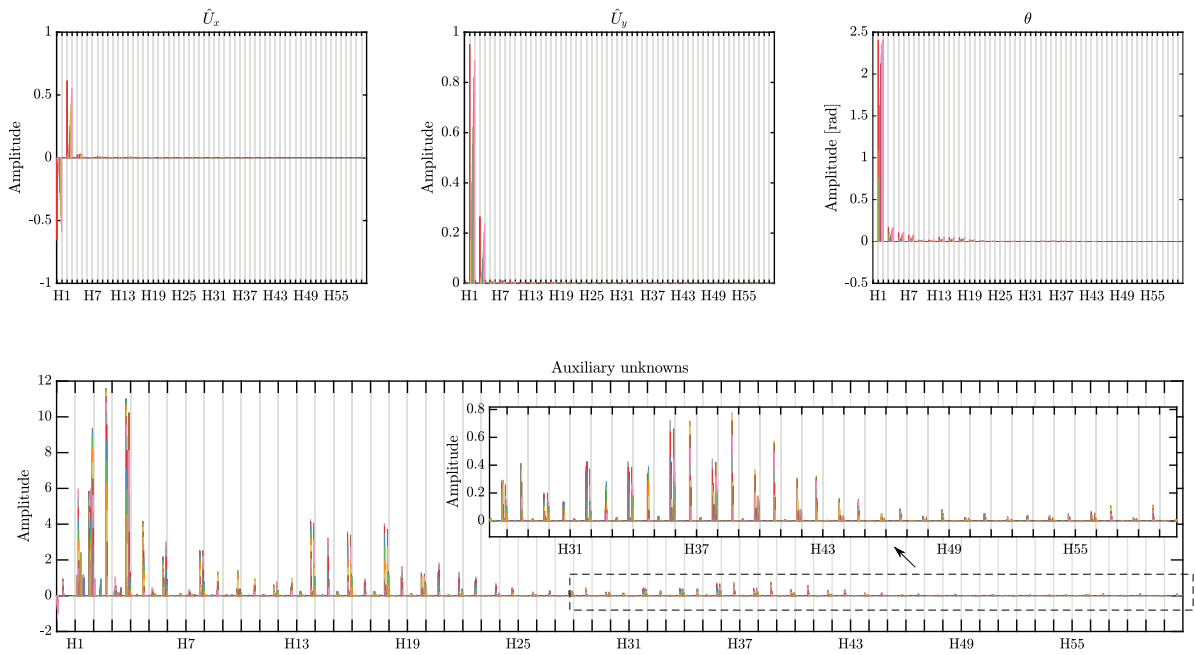 Û_x
Amplitude
0.5
0
-0.5
-1
H1 H7 H13 H19 H25 H31 H37 H43 H49 H55
Û_y
Amplitude
1
0.8
0.6
0.4
0.2
0
H1 H7 H13 H19 H25 H31 H37 H43 H49 H55
θ
Amplitude [rad]
2.5
2
1.5
1
0.5
0
-0.5
H1 H7 H13 H19 H25 H31 H37 H43 H49 H55
Auxiliary unknowns
Amplitude
12
10
8
6
4
2
0
-2
H1 H7 H13 H19 H25 H31 H37 H43 H49 H55
Amplitude
0.8
0.6
0.4
0.2
0
H31 H37 H43 H49 H55